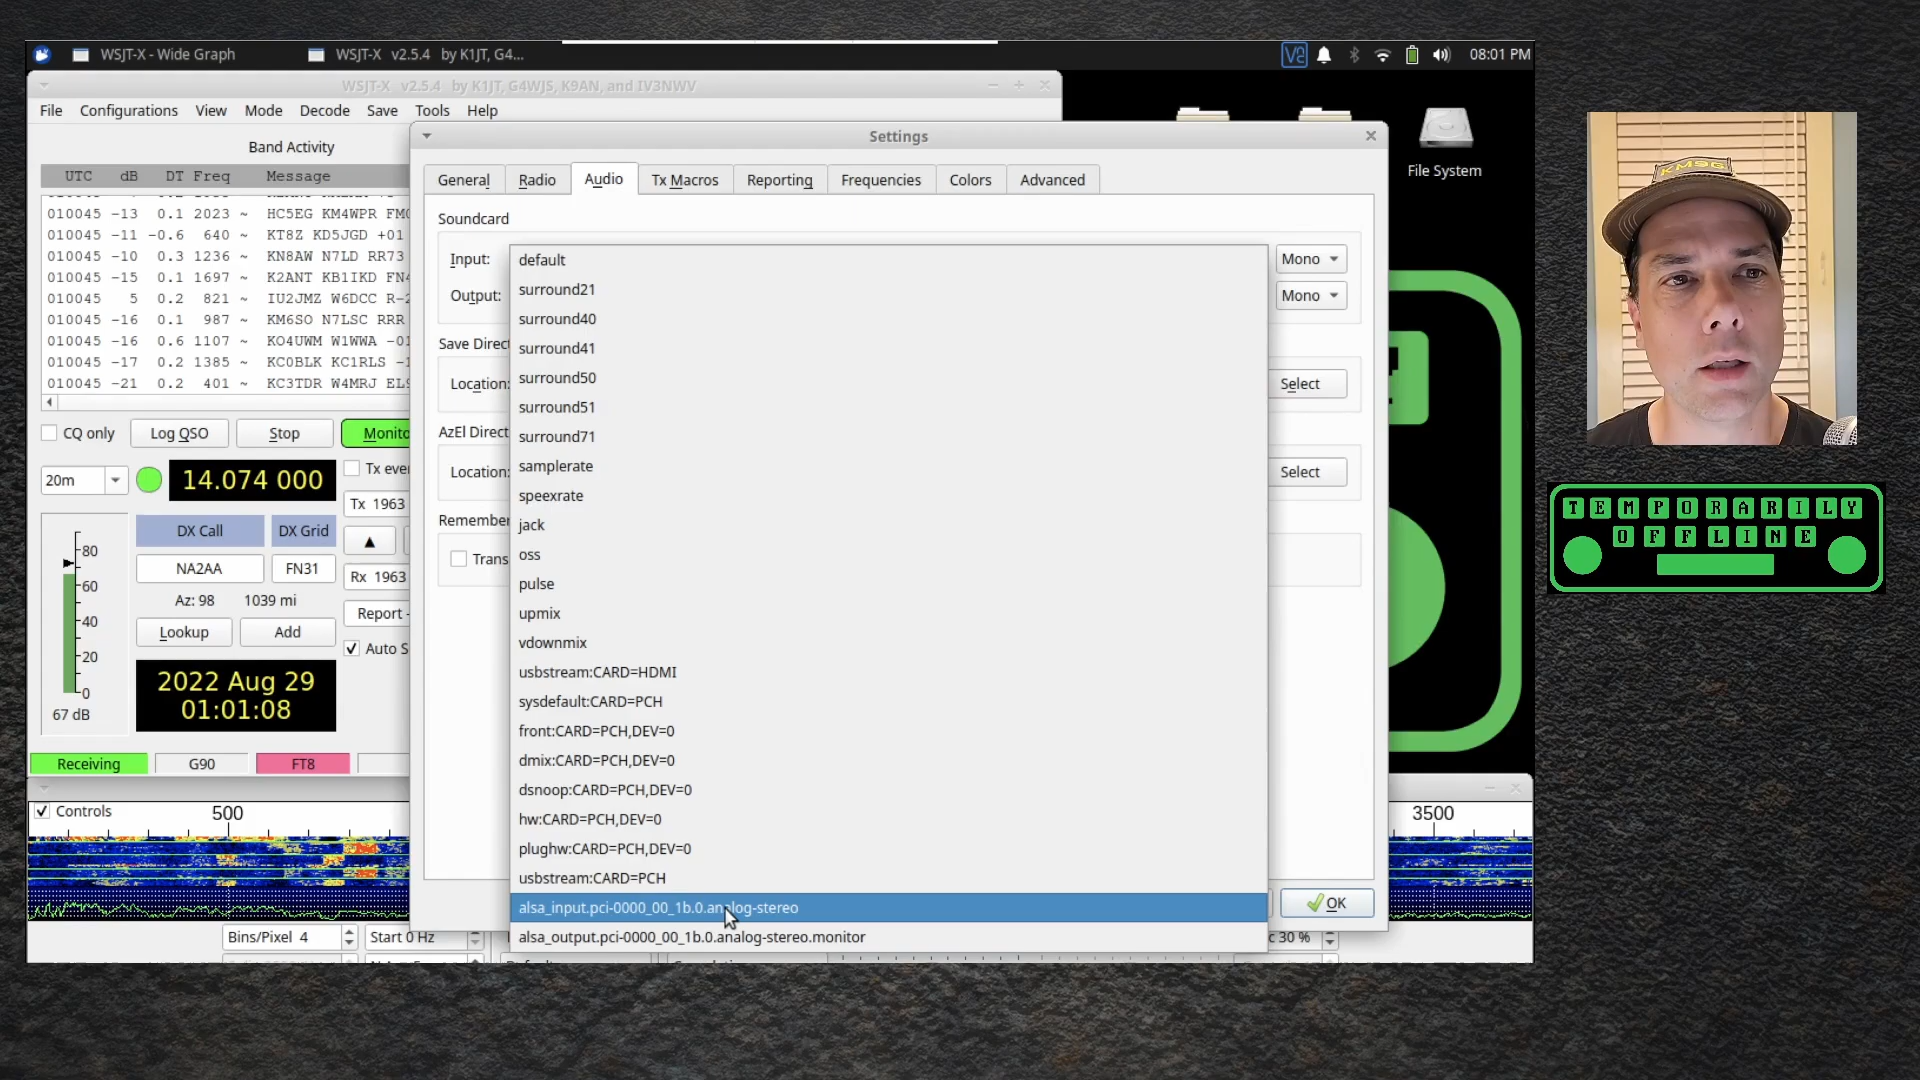 WSJT-X - Wide Graph
WSJT-X v2.5.4 by K1JT, G4...
08:01 PM
WSJT-X v2.5.4 by K1JT, G4WJS, K9AN, and IV3NWV
File Configurations View Mode Decode Save Tools Help
Settings
File System
Band Activity
UTC dB DT Freq Message
010045 -13 0.1 2023 ~ HC5EG KM4WPR
010045 -11 -0.6 640 ~ KT8Z KD5JGD +01
010045 -10 0.3 1236 ~ KN8AW N7LD RR73
010045 -15 0.1 1697 ~ K2ANT KB1IKD FN4
010045 5 0.2 821 ~ IU2JMZ W6DCC R-2
010045 -16 0.1 987 ~ KM6SO N7LSC RRR
010045 -16 0.6 1107 ~ KO4UWM W1WWA -01
010045 -17 0.2 1385 ~ KC0BLK KC1RLS -1
010045 -21 0.2 401 ~ KC3TDR W4MRJ
CQ only
Log QSO
Stop
Monito
20m
14.074 000
Tx eve
Tx 1963
DX Call
DX Grid
NA2AA
FN31
Rx 1963
Az: 98 1039 mi
Report -
Lookup
Add
Auto S
80
60
40
20
0
67 dB
2022 Aug 29
01:01:08
Receiving
G90
FT8
Controls
500
3500
Bins/Pixel 4
Start 0 Hz
c 30 %
General Radio Audio Tx Macros Reporting Frequencies Colors Advanced
Soundcard
Input:
Mono
Output:
Mono
Save Direc
Location:
Select
AzEl Direct
Location:
Select
Remember
Trans
OK
default
surround21
surround40
surround41
surround50
surround51
surround71
samplerate
speexrate
jack
oss
pulse
upmix
vdownmix
usbstream:CARD=HDMI
sysdefault:CARD=PCH
front:CARD=PCH,DEV=0
dmix:CARD=PCH,DEV=0
dsnoop:CARD=PCH,DEV=0
hw:CARD=PCH,DEV=0
plughw:CARD=PCH,DEV=0
usbstream:CARD=PCH
alsa_input.pci-0000_00_1b.0.analog-stereo
alsa_output.pci-0000_00_1b.0.analog-stereo.monitor
TEMPORARILY
OFFLINE